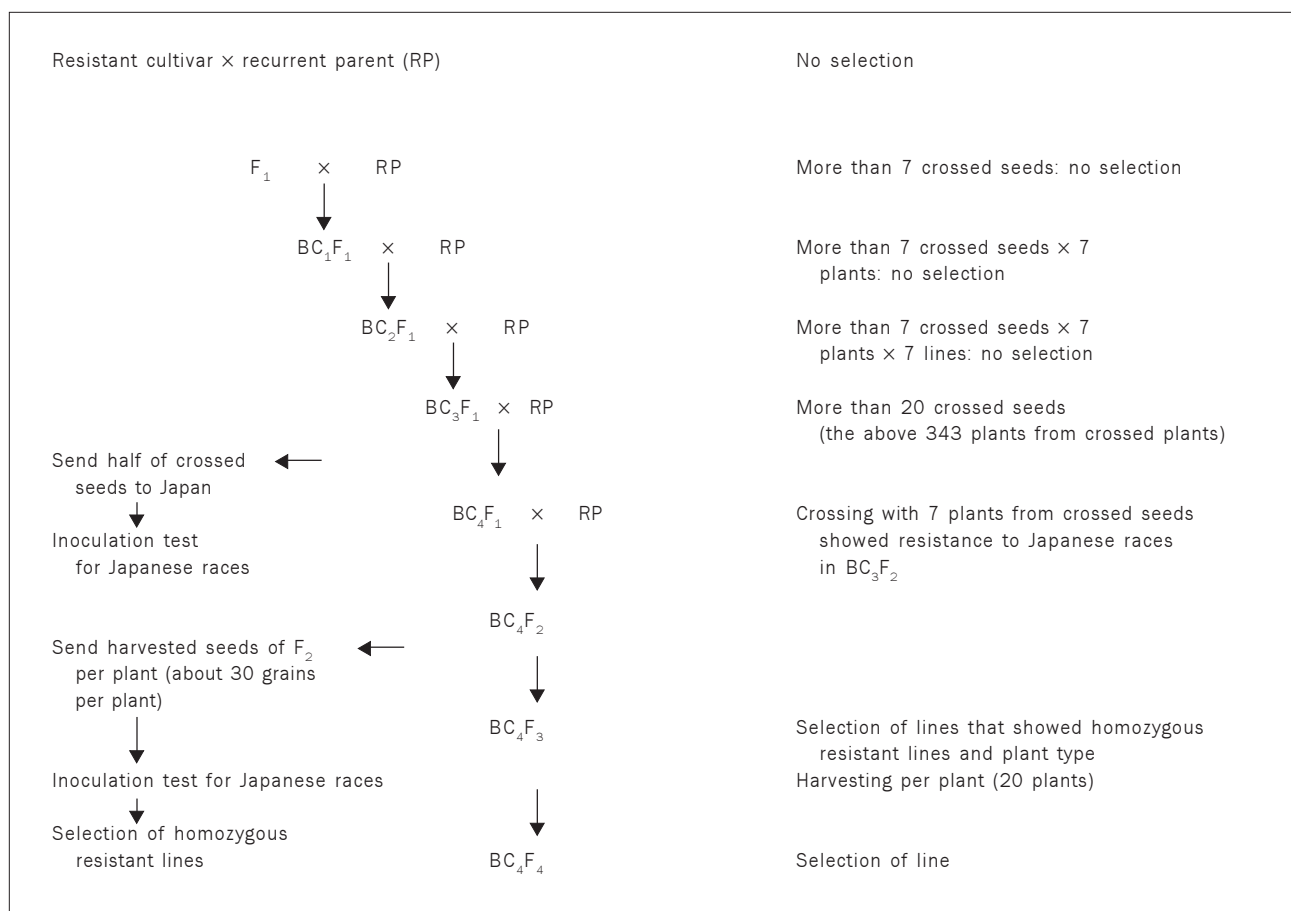 Resistant cultivar × recurrent parent (RP)
No selection
F₁ × RP
More than 7 crossed seeds: no selection
BC₁F₁ × RP
More than 7 crossed seeds × 7
plants: no selection
BC₂F₁ × RP
More than 7 crossed seeds × 7
plants × 7 lines: no selection
BC₃F₁ × RP
More than 20 crossed seeds
(the above 343 plants from crossed plants)
Send half of crossed
seeds to Japan
Inoculation test
for Japanese races
BC₄F₁ × RP
Crossing with 7 plants from crossed seeds
showed resistance to Japanese races
in BC₃F₂
BC₄F₂
Send harvested seeds of F₂
per plant (about 30 grains
per plant)
BC₄F₃
Selection of lines that showed homozygous
resistant lines and plant type
Harvesting per plant (20 plants)
Inoculation test for Japanese races
Selection of homozygous
resistant lines
BC₄F₄
Selection of line